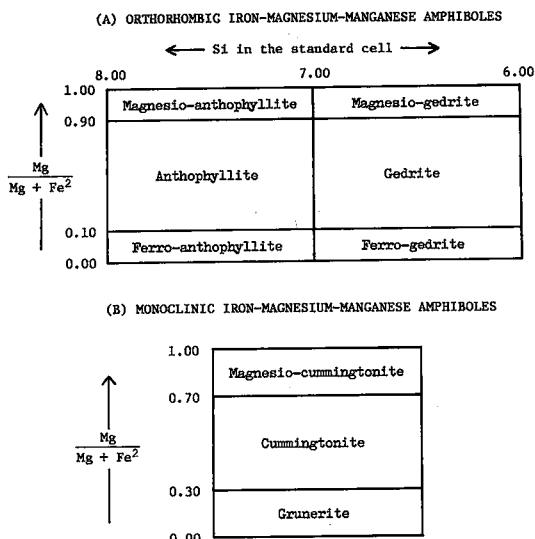 (A) ORTHORHOMBIC IRON-MAGNESIUM-MANGANESE AMPHIBOLES
Si in the standard cell
8.00 7.00 6.00
1.00
Magnesio-anthophyllite Magnesio-gedrite
0.90
Mg
Mg + Fe2
Anthophyllite Gedrite
0.10
Ferro-anthophyllite Ferro-gedrite
0.00
(B) MONOCLINIC IRON-MAGNESIUM-MANGANESE AMPHIBOLES
1.00
Magnesio-cummingtonite
0.70
Mg
Mg + Fe2
Cummingtonite
0.30
Grunerite
0.00